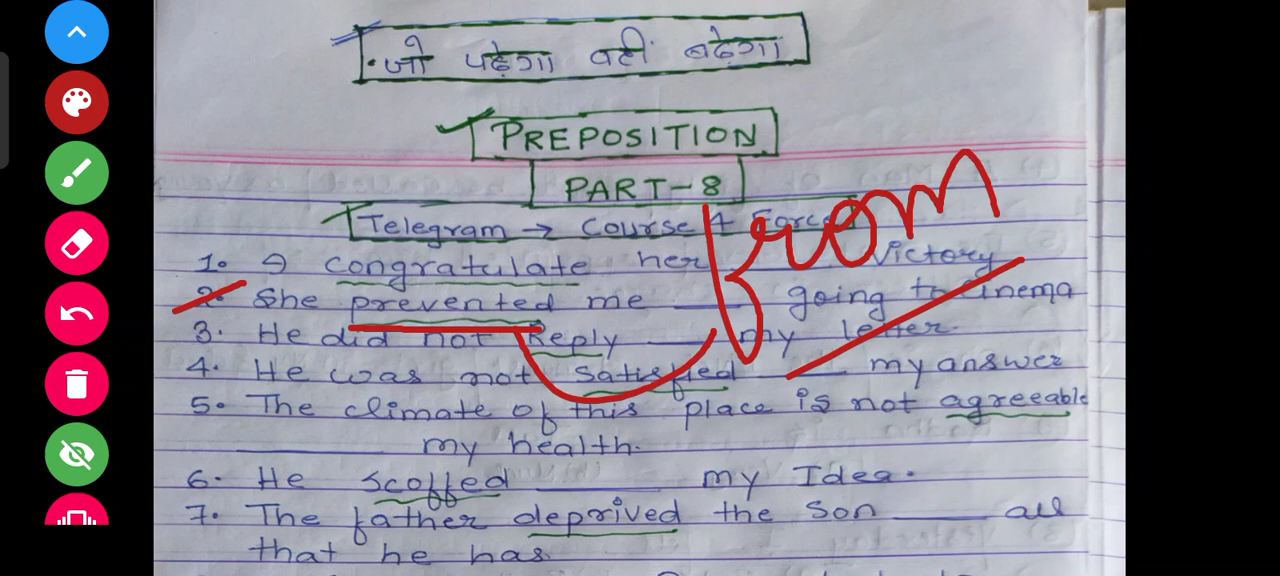 जो पढ़ेगा वही बढ़ेगा
PREPOSITION
PART-8
Telegram → Course 4 Force
1. I congratulate her ___ Victory
from
2. She prevented me ___ going to cinema
3. He did not Reply ___ my letter.
4. He was not Satisfied ___ my answer
5. The climate of this place is not agreeable
___ my health.
6. He scoffed ___ my Idea.
7. The father deprived the son ___ all
that he has